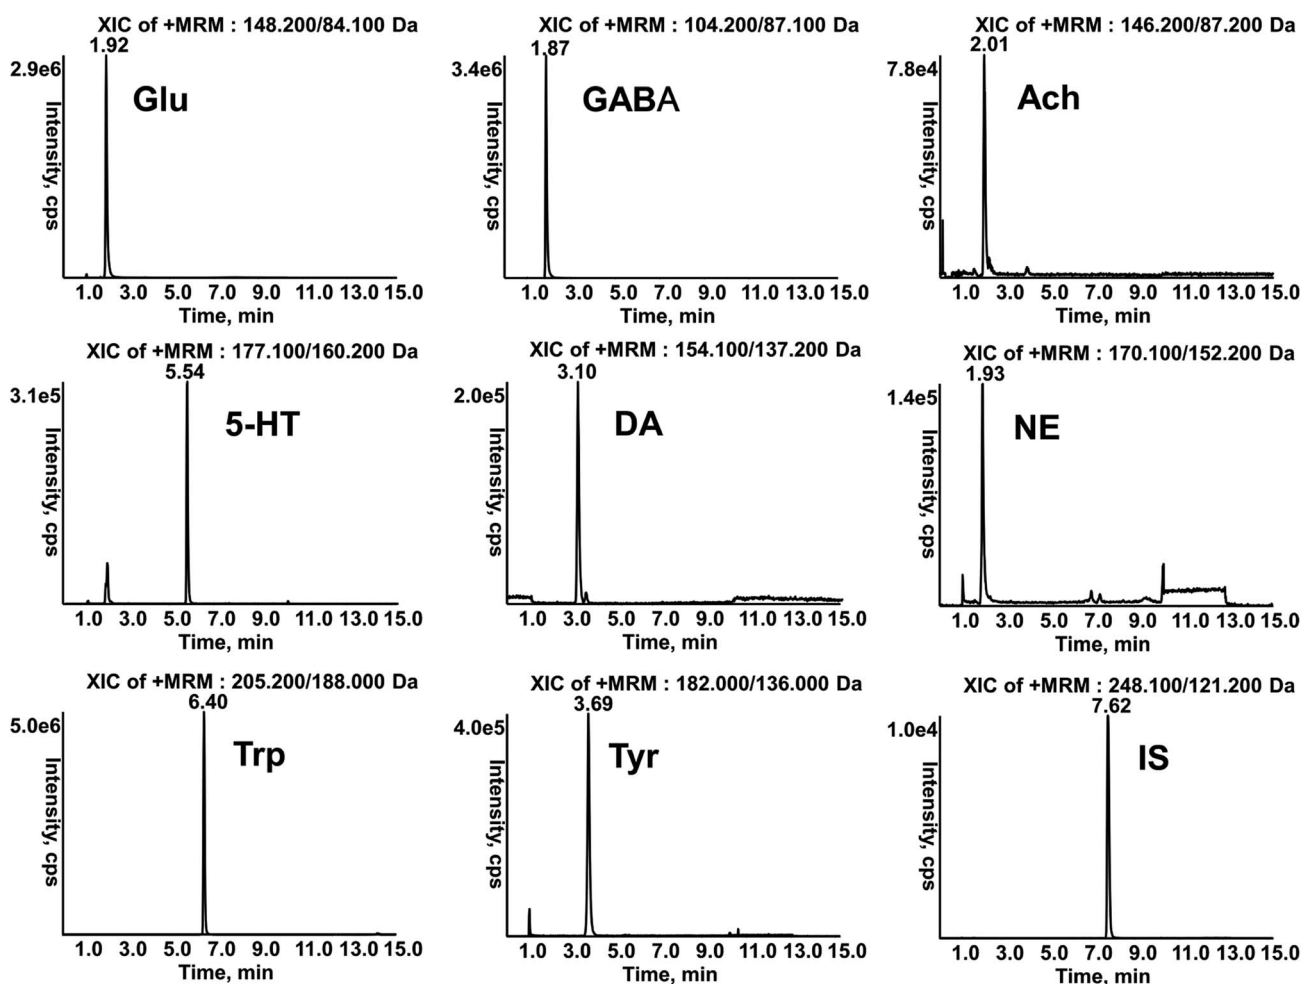 XIC of +MRM : 148.200/84.100 Da
1.92
2.9e6
Glu
Intensity, cps
1.0 3.0 5.0 7.0 9.0 11.0 13.0 15.0
Time, min
XIC of +MRM : 104.200/87.100 Da
1.87
3.4e6
GABA
Intensity, cps
1.0 3.0 5.0 7.0 9.0 11.0 13.0 15.0
Time, min
XIC of +MRM : 146.200/87.200 Da
2.01
7.8e4
Ach
Intensity, cps
1.0 3.0 5.0 7.0 9.0 11.0 13.0 15.0
Time, min
XIC of +MRM : 177.100/160.200 Da
5.54
3.1e5
5-HT
Intensity, cps
1.0 3.0 5.0 7.0 9.0 11.0 13.0 15.0
Time, min
XIC of +MRM : 154.100/137.200 Da
3.10
2.0e5
DA
Intensity, cps
1.0 3.0 5.0 7.0 9.0 11.0 13.0 15.0
Time, min
XIC of +MRM : 170.100/152.200 Da
1.93
1.4e5
NE
Intensity, cps
1.0 3.0 5.0 7.0 9.0 11.0 13.0 15.0
Time, min
XIC of +MRM : 205.200/188.000 Da
6.40
5.0e6
Trp
Intensity, cps
1.0 3.0 5.0 7.0 9.0 11.0 13.0 15.0
Time, min
XIC of +MRM : 182.000/136.000 Da
3.69
4.0e5
Tyr
Intensity, cps
1.0 3.0 5.0 7.0 9.0 11.0 13.0 15.0
Time, min
XIC of +MRM : 248.100/121.200 Da
7.62
1.0e4
IS
Intensity, cps
1.0 3.0 5.0 7.0 9.0 11.0 13.0 15.0
Time, min